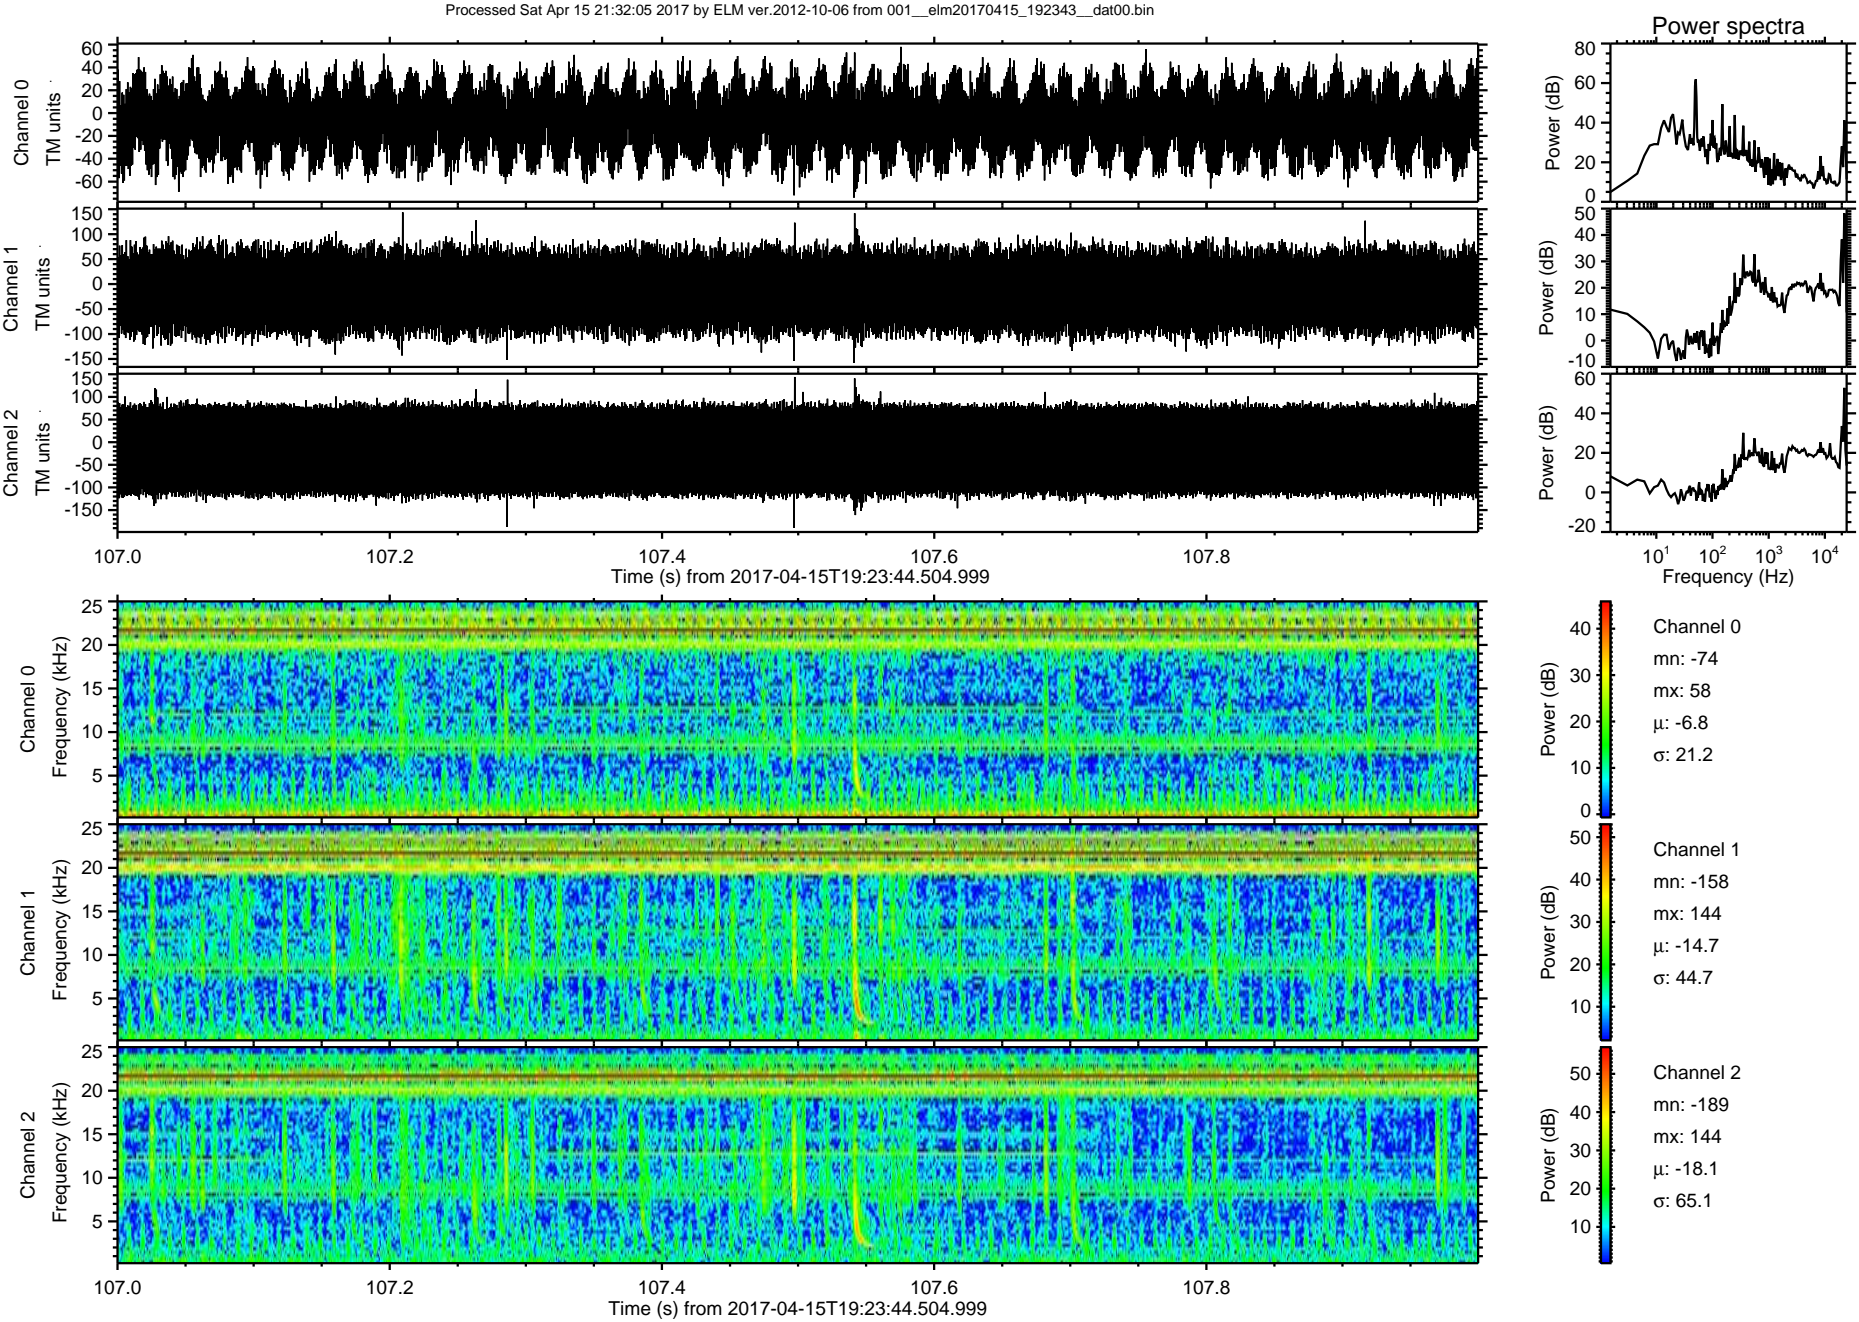 Processed Sat Apr 15 21:32:05 2017 by ELM ver.2012-10-06 from 001__elm20170415_192343__dat00.bin
Power spectra
Channel 0
TM units
60
40
20
0
-20
-40
-60
Power (dB)
80
60
40
20
0
Channel 1
TM units
150
100
50
0
-50
-100
-150
Power (dB)
50
40
30
20
10
0
-10
Channel 2
TM units
150
100
50
0
-50
-100
-150
Power (dB)
60
40
20
0
-20
107.0 107.2 107.4 107.6 107.8
Time (s) from 2017-04-15T19:23:44.504.999
10¹ 10² 10³ 10⁴
Frequency (Hz)
Channel 0
Frequency (kHz)
25
20
15
10
5
Power (dB)
40
30
20
10
0
Channel 0
mn: -74
mx: 58
μ: -6.8
σ: 21.2
Channel 1
Frequency (kHz)
25
20
15
10
5
Power (dB)
50
40
30
20
10
Channel 1
mn: -158
mx: 144
μ: -14.7
σ: 44.7
Channel 2
Frequency (kHz)
25
20
15
10
5
Power (dB)
50
40
30
20
10
Channel 2
mn: -189
mx: 144
μ: -18.1
σ: 65.1
107.0 107.2 107.4 107.6 107.8
Time (s) from 2017-04-15T19:23:44.504.999